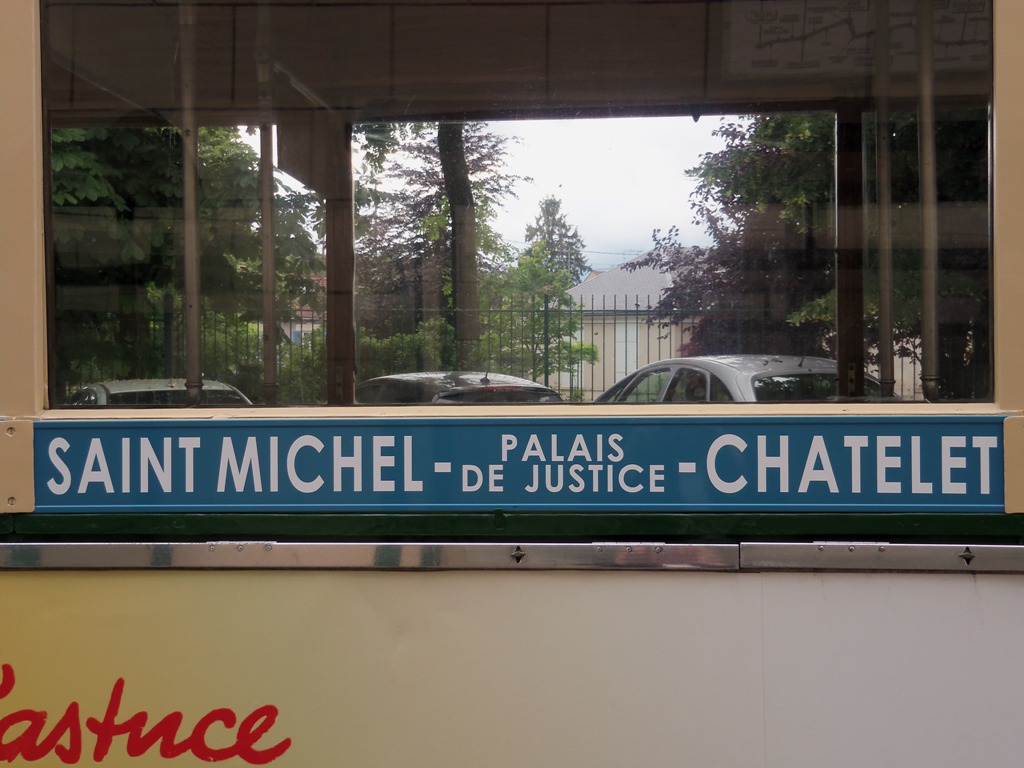 SAINT MICHEL - PALAIS DE JUSTICE - CHATELET
l'astuce